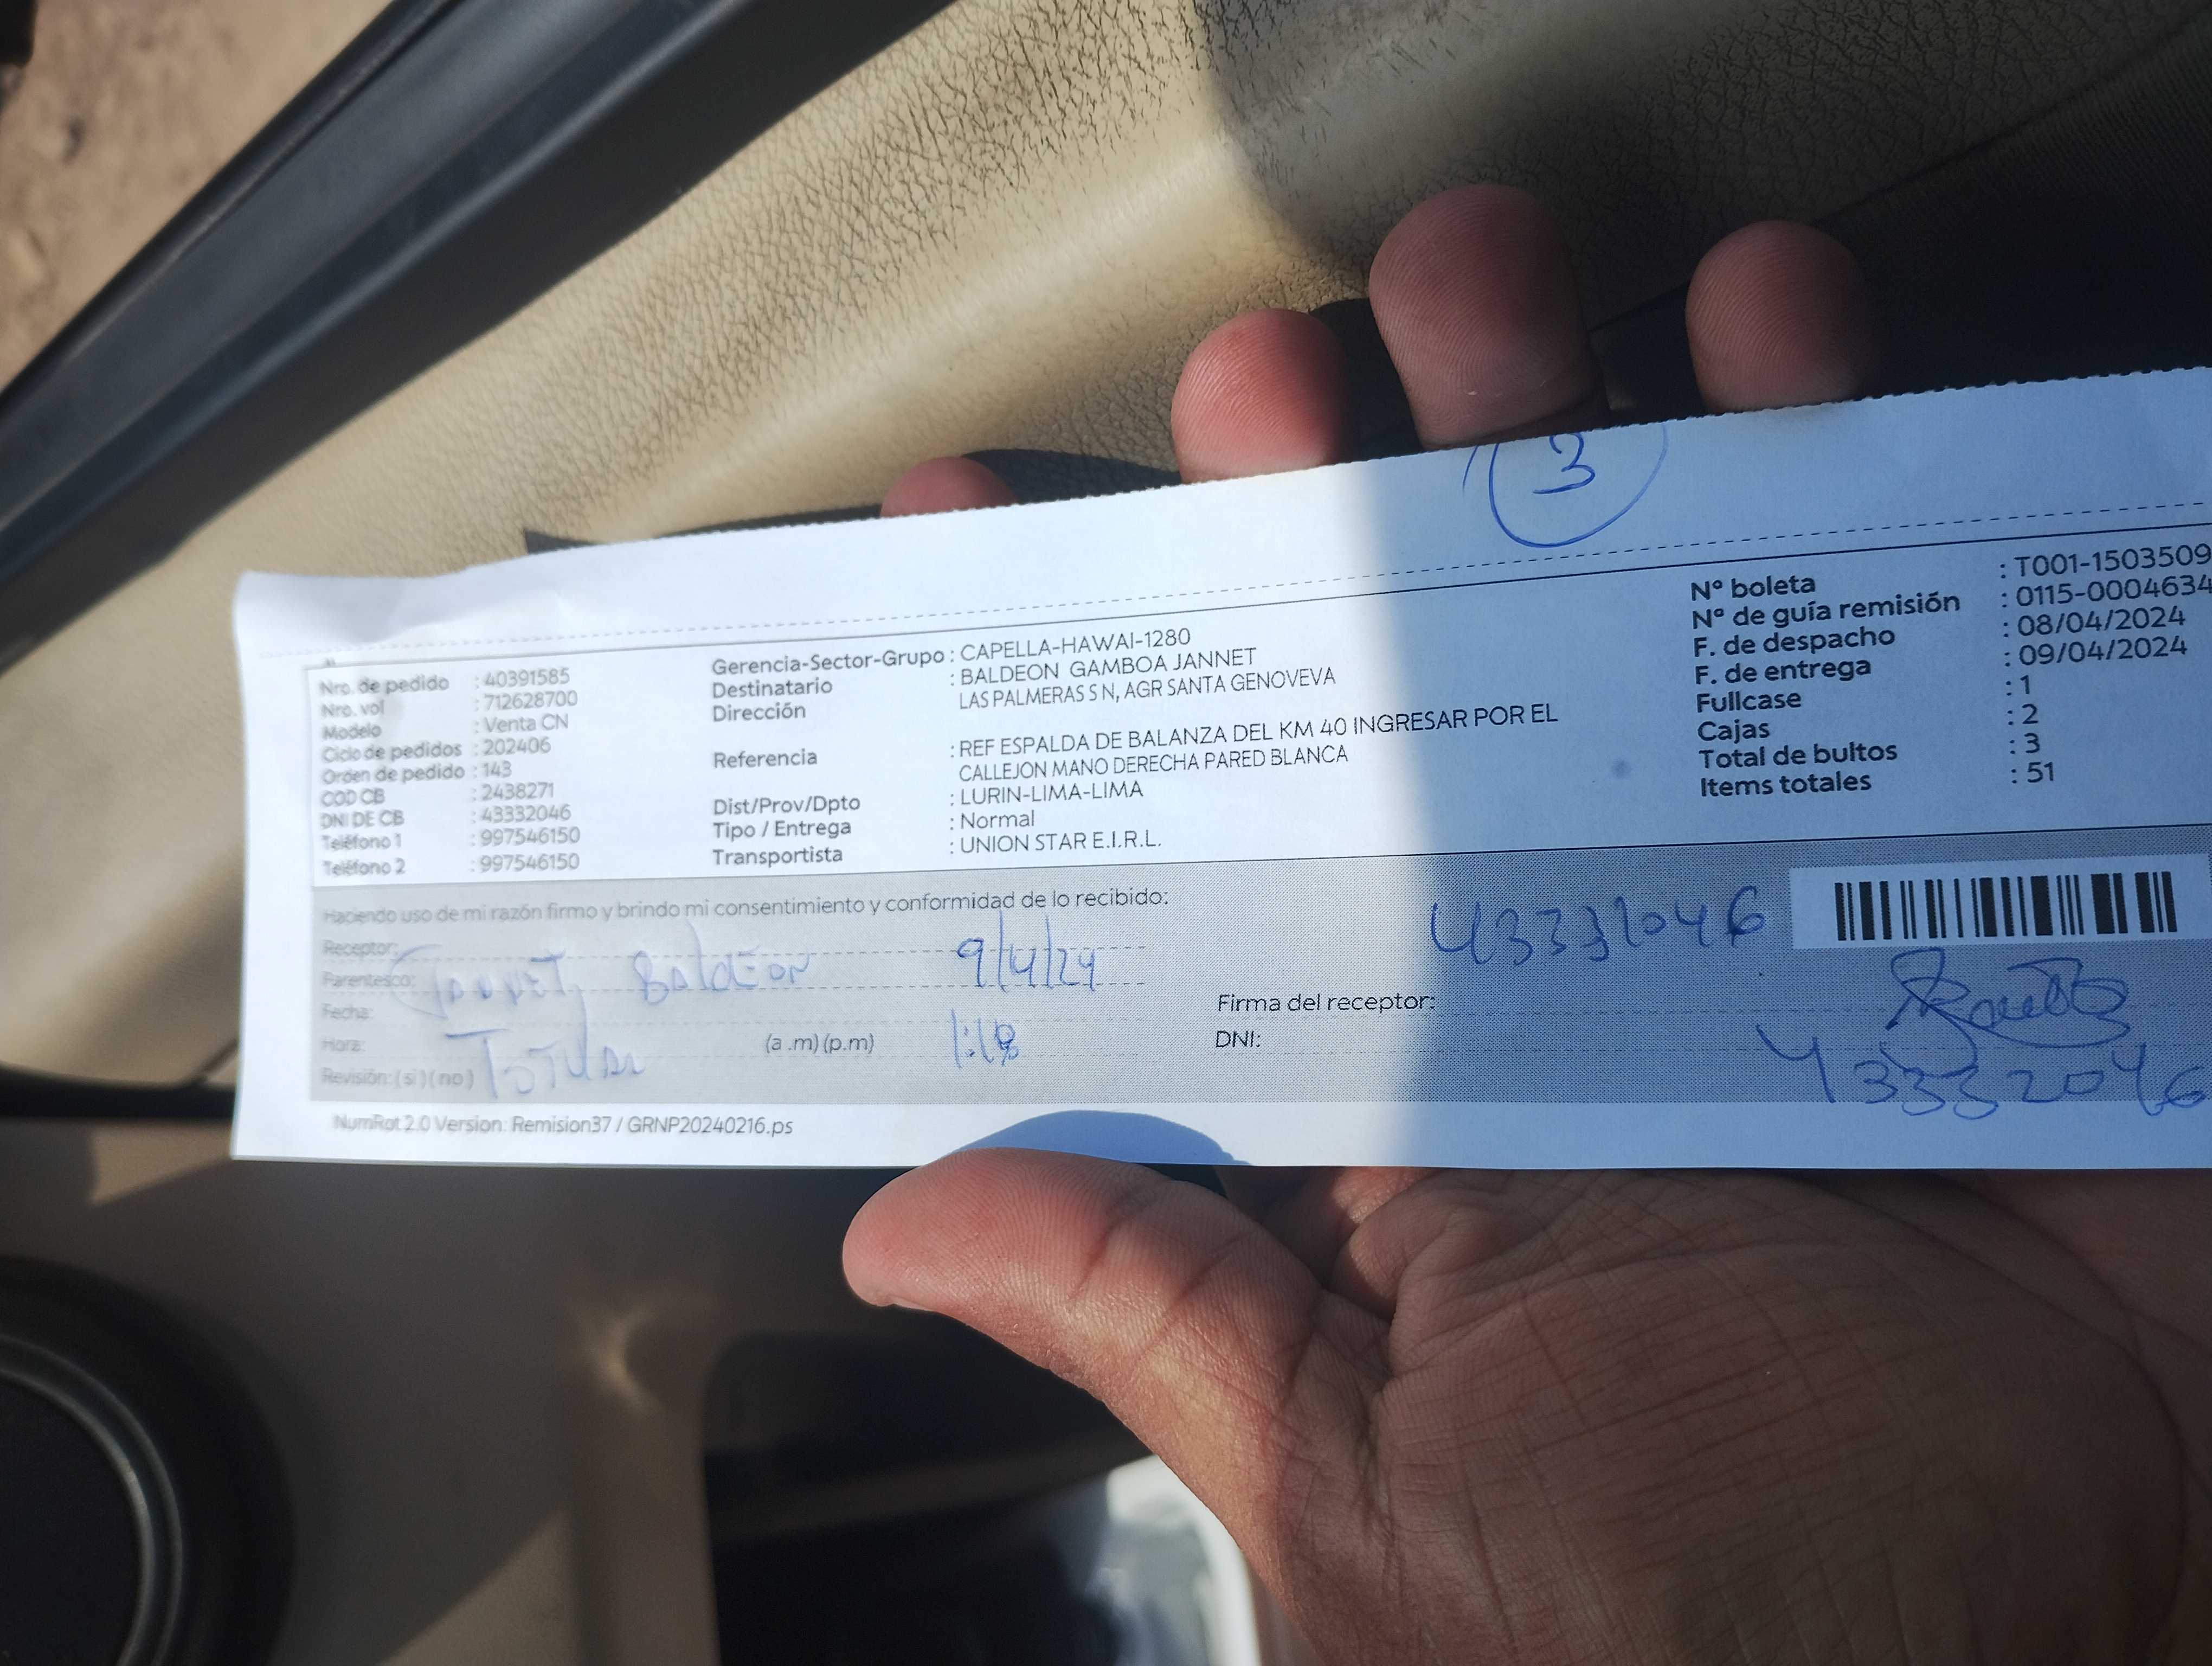 3
Nro. de pedido : 40391585
Nro. vol : 712628700
Modelo : Venta CN
Ciclo de pedidos : 202406
Orden de pedido : 143
COD CB : 2438271
DNI DE CB : 43332046
Teléfono 1 : 997546150
Teléfono 2 : 997546150
Gerencia-Sector-Grupo : CAPELLA-HAWAI-1280
Destinatario : BALDEON GAMBOA JANNET
Dirección LAS PALMERAS S N, AGR SANTA GENOVEVA
Referencia : REF ESPALDA DE BALANZA DEL KM 40 INGRESAR POR EL
CALLEJON MANO DERECHA PARED BLANCA
Dist/Prov/Dpto : LURIN-LIMA-LIMA
Tipo / Entrega : Normal
Transportista : UNION STAR E.I.R.L.
Nº boleta : T001-1503509
Nº de guía remisión : 0115-0004634
F. de despacho : 08/04/2024
F. de entrega : 09/04/2024
Fullcase : 1
Cajas : 2
Total de bultos : 3
Items totales : 51
Haciendo uso de mi razón firmo y brindo mi consentimiento y conformidad de lo recibido:
Receptor:
Parentesco: Jannet Baldeon 9/4/24
Fecha:
Hora: (a .m) (p.m) 1:18
Revisión: (si) (no)
43332046
Firma del receptor:
DNI: 43332046
NumRot 2.0 Version: Remision37 / GRNP20240216.ps